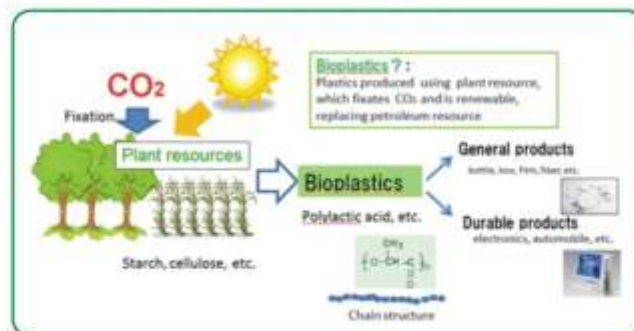 CO₂
Fixation
Plant resources
Starch, cellulose, etc.
Bioplastics ? :
Plastics produced using plant resource,
which fixates CO₂ and is renewable,
replacing petroleum resource
Bioplastics
Polylactic acid, etc.
CH₃
O-CH-C
O
n
Chain structure
General products
bottle, box, film, fiber, etc.
Durable products
electronics, automobile, etc.